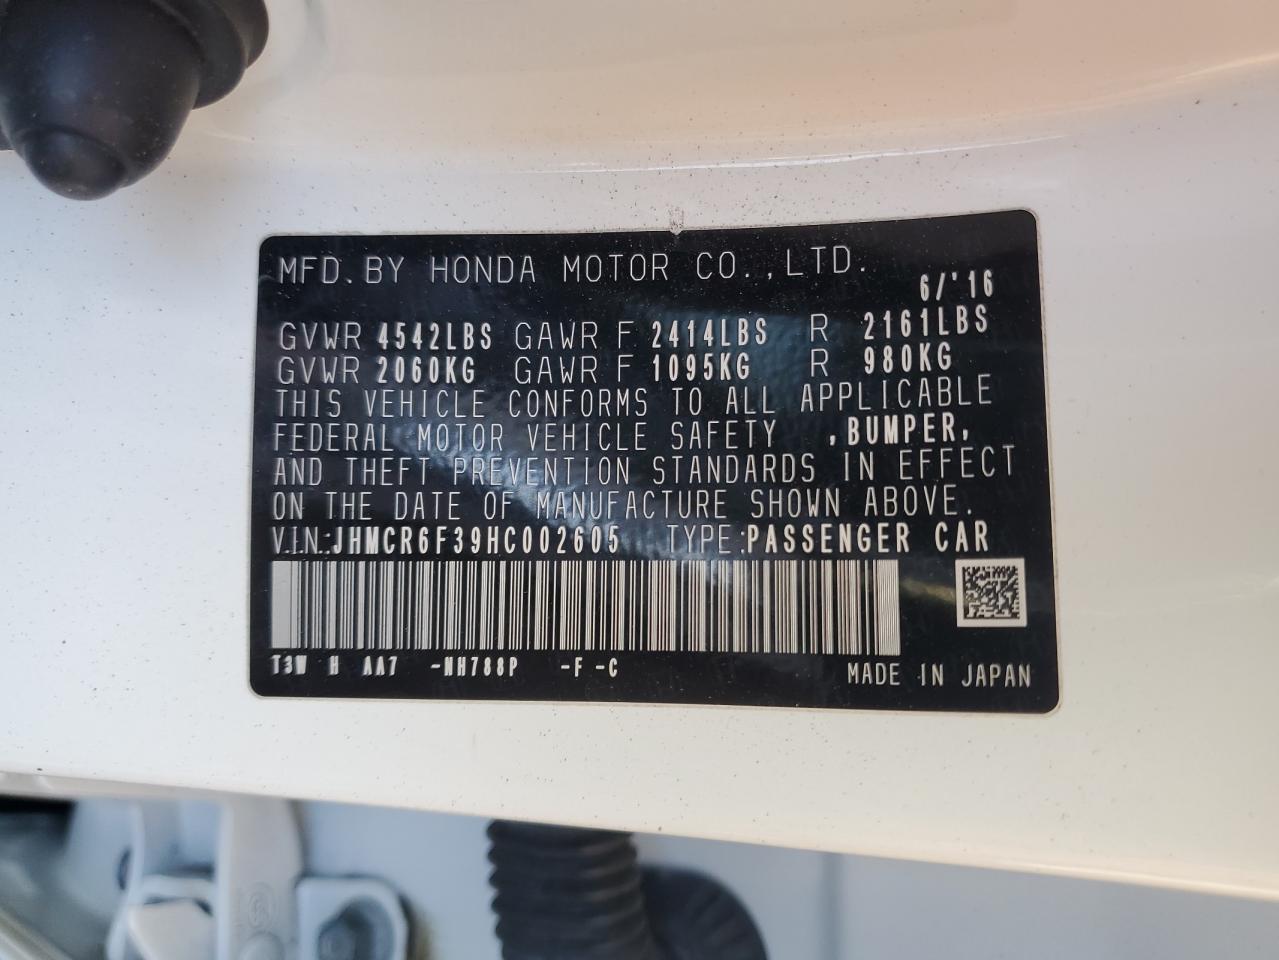 MFD. BY HONDA MOTOR CO., LTD.
6/'16
GVWR 4542LBS GAWR F 2414LBS R 2161LBS
GVWR 2060KG GAWR F 1095KG R 980KG
THIS VEHICLE CONFORMS TO ALL APPLICABLE
FEDERAL MOTOR VEHICLE SAFETY ,BUMPER,
AND THEFT PREVENTION STANDARDS IN EFFECT
ON THE DATE OF MANUFACTURE SHOWN ABOVE.
V.I.N.:JHMCR6F39HC002605 TYPE:PASSENGER CAR
T3W H AA7 -NH788P -F -C
MADE IN JAPAN